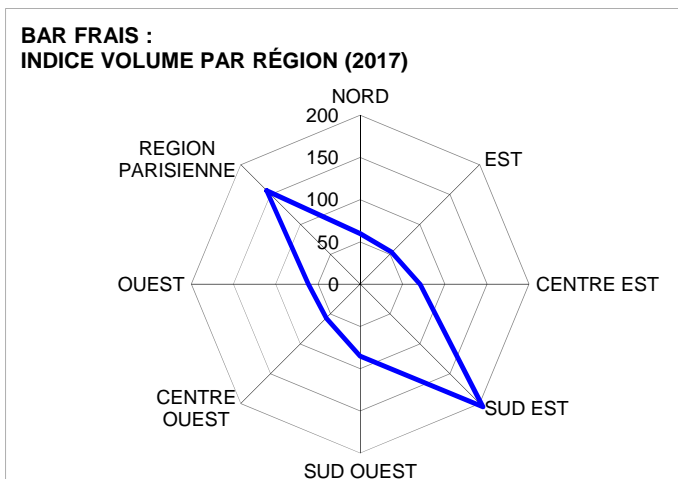 BAR FRAIS :
INDICE VOLUME PAR RÉGION (2017)
NORD
200
150
100
50
0
EST
CENTRE EST
SUD EST
SUD OUEST
CENTRE
OUEST
OUEST
REGION
PARISIENNE